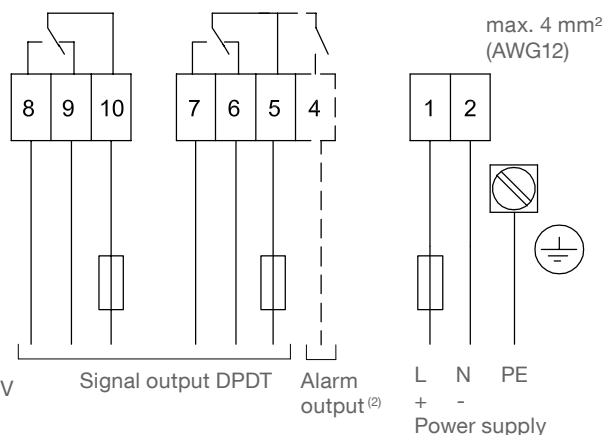 max. 4 mm²
(AWG12)
8 9 10 7 6 5 4 1 2
V
Signal output DPDT
Alarm
output (2)
L N PE
+ -
Power supply